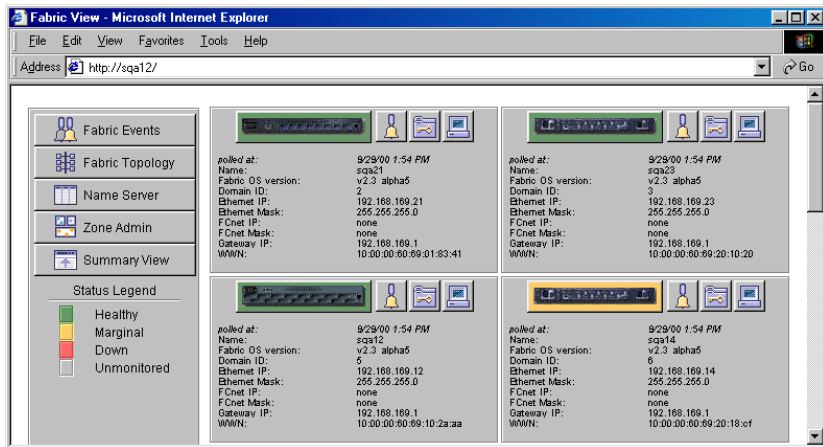 Fabric View - Microsoft Internet Explorer
File Edit View Favorites Tools Help
Address http://sqa12/ Go
Fabric Events
Fabric Topology
Name Server
Zone Admin
Summary View
Status Legend
Healthy
Marginal
Down
Unmonitored
polled at: 9/29/00 1:54 PM
Name: sqa21
Fabric OS version: v2.3 alpha5
Domain ID: 2
Ethernet IP: 192.168.169.21
Ethernet Mask: 255.255.255.0
FCnet IP: none
FCnet Mask: none
Gateway IP: 192.168.169.1
WWN: 10:00:00:60:69:01:83:41
polled at: 9/29/00 1:54 PM
Name: sqa23
Fabric OS version: v2.3 alpha5
Domain ID: 3
Ethernet IP: 192.168.169.23
Ethernet Mask: 255.255.255.0
FCnet IP: none
FCnet Mask: none
Gateway IP: 192.168.169.1
WWN: 10:00:00:60:69:20:10:20
polled at: 9/29/00 1:54 PM
Name: sqa12
Fabric OS version: v2.3 alpha5
Domain ID: 5
Ethernet IP: 192.168.169.12
Ethernet Mask: 255.255.255.0
FCnet IP: none
FCnet Mask: none
Gateway IP: 192.168.169.1
WWN: 10:00:00:60:69:10:2a:aa
polled at: 9/29/00 1:54 PM
Name: sqa14
Fabric OS version: v2.3 alpha5
Domain ID: 6
Ethernet IP: 192.168.169.14
Ethernet Mask: 255.255.255.0
FCnet IP: none
FCnet Mask: none
Gateway IP: 192.168.169.1
WWN: 10:00:00:60:69:20:18:cf